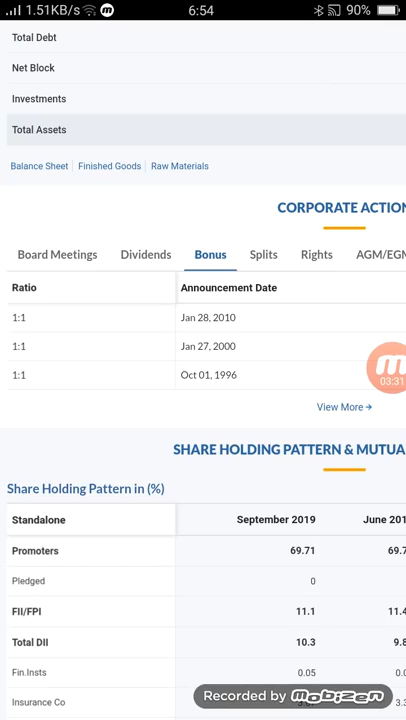 1.51KB/s 6:54 90%
Total Debt
Net Block
Investments
Total Assets
Balance Sheet Finished Goods Raw Materials
CORPORATE ACTION
Board Meetings Dividends Bonus Splits Rights AGM/EGM
Ratio Announcement Date
1:1 Jan 28, 2010
1:1 Jan 27, 2000
1:1 Oct 01, 1996
03:31
View More
SHARE HOLDING PATTERN & MUTUA
Share Holding Pattern in (%)
Standalone September 2019 June 201
Promoters 69.71 69.7
Pledged 0
FII/FPI 11.1 11.4
Total DII 10.3 9.8
Fin.Insts 0.05 0.0
Insurance Co 3.3
Recorded by mobizen